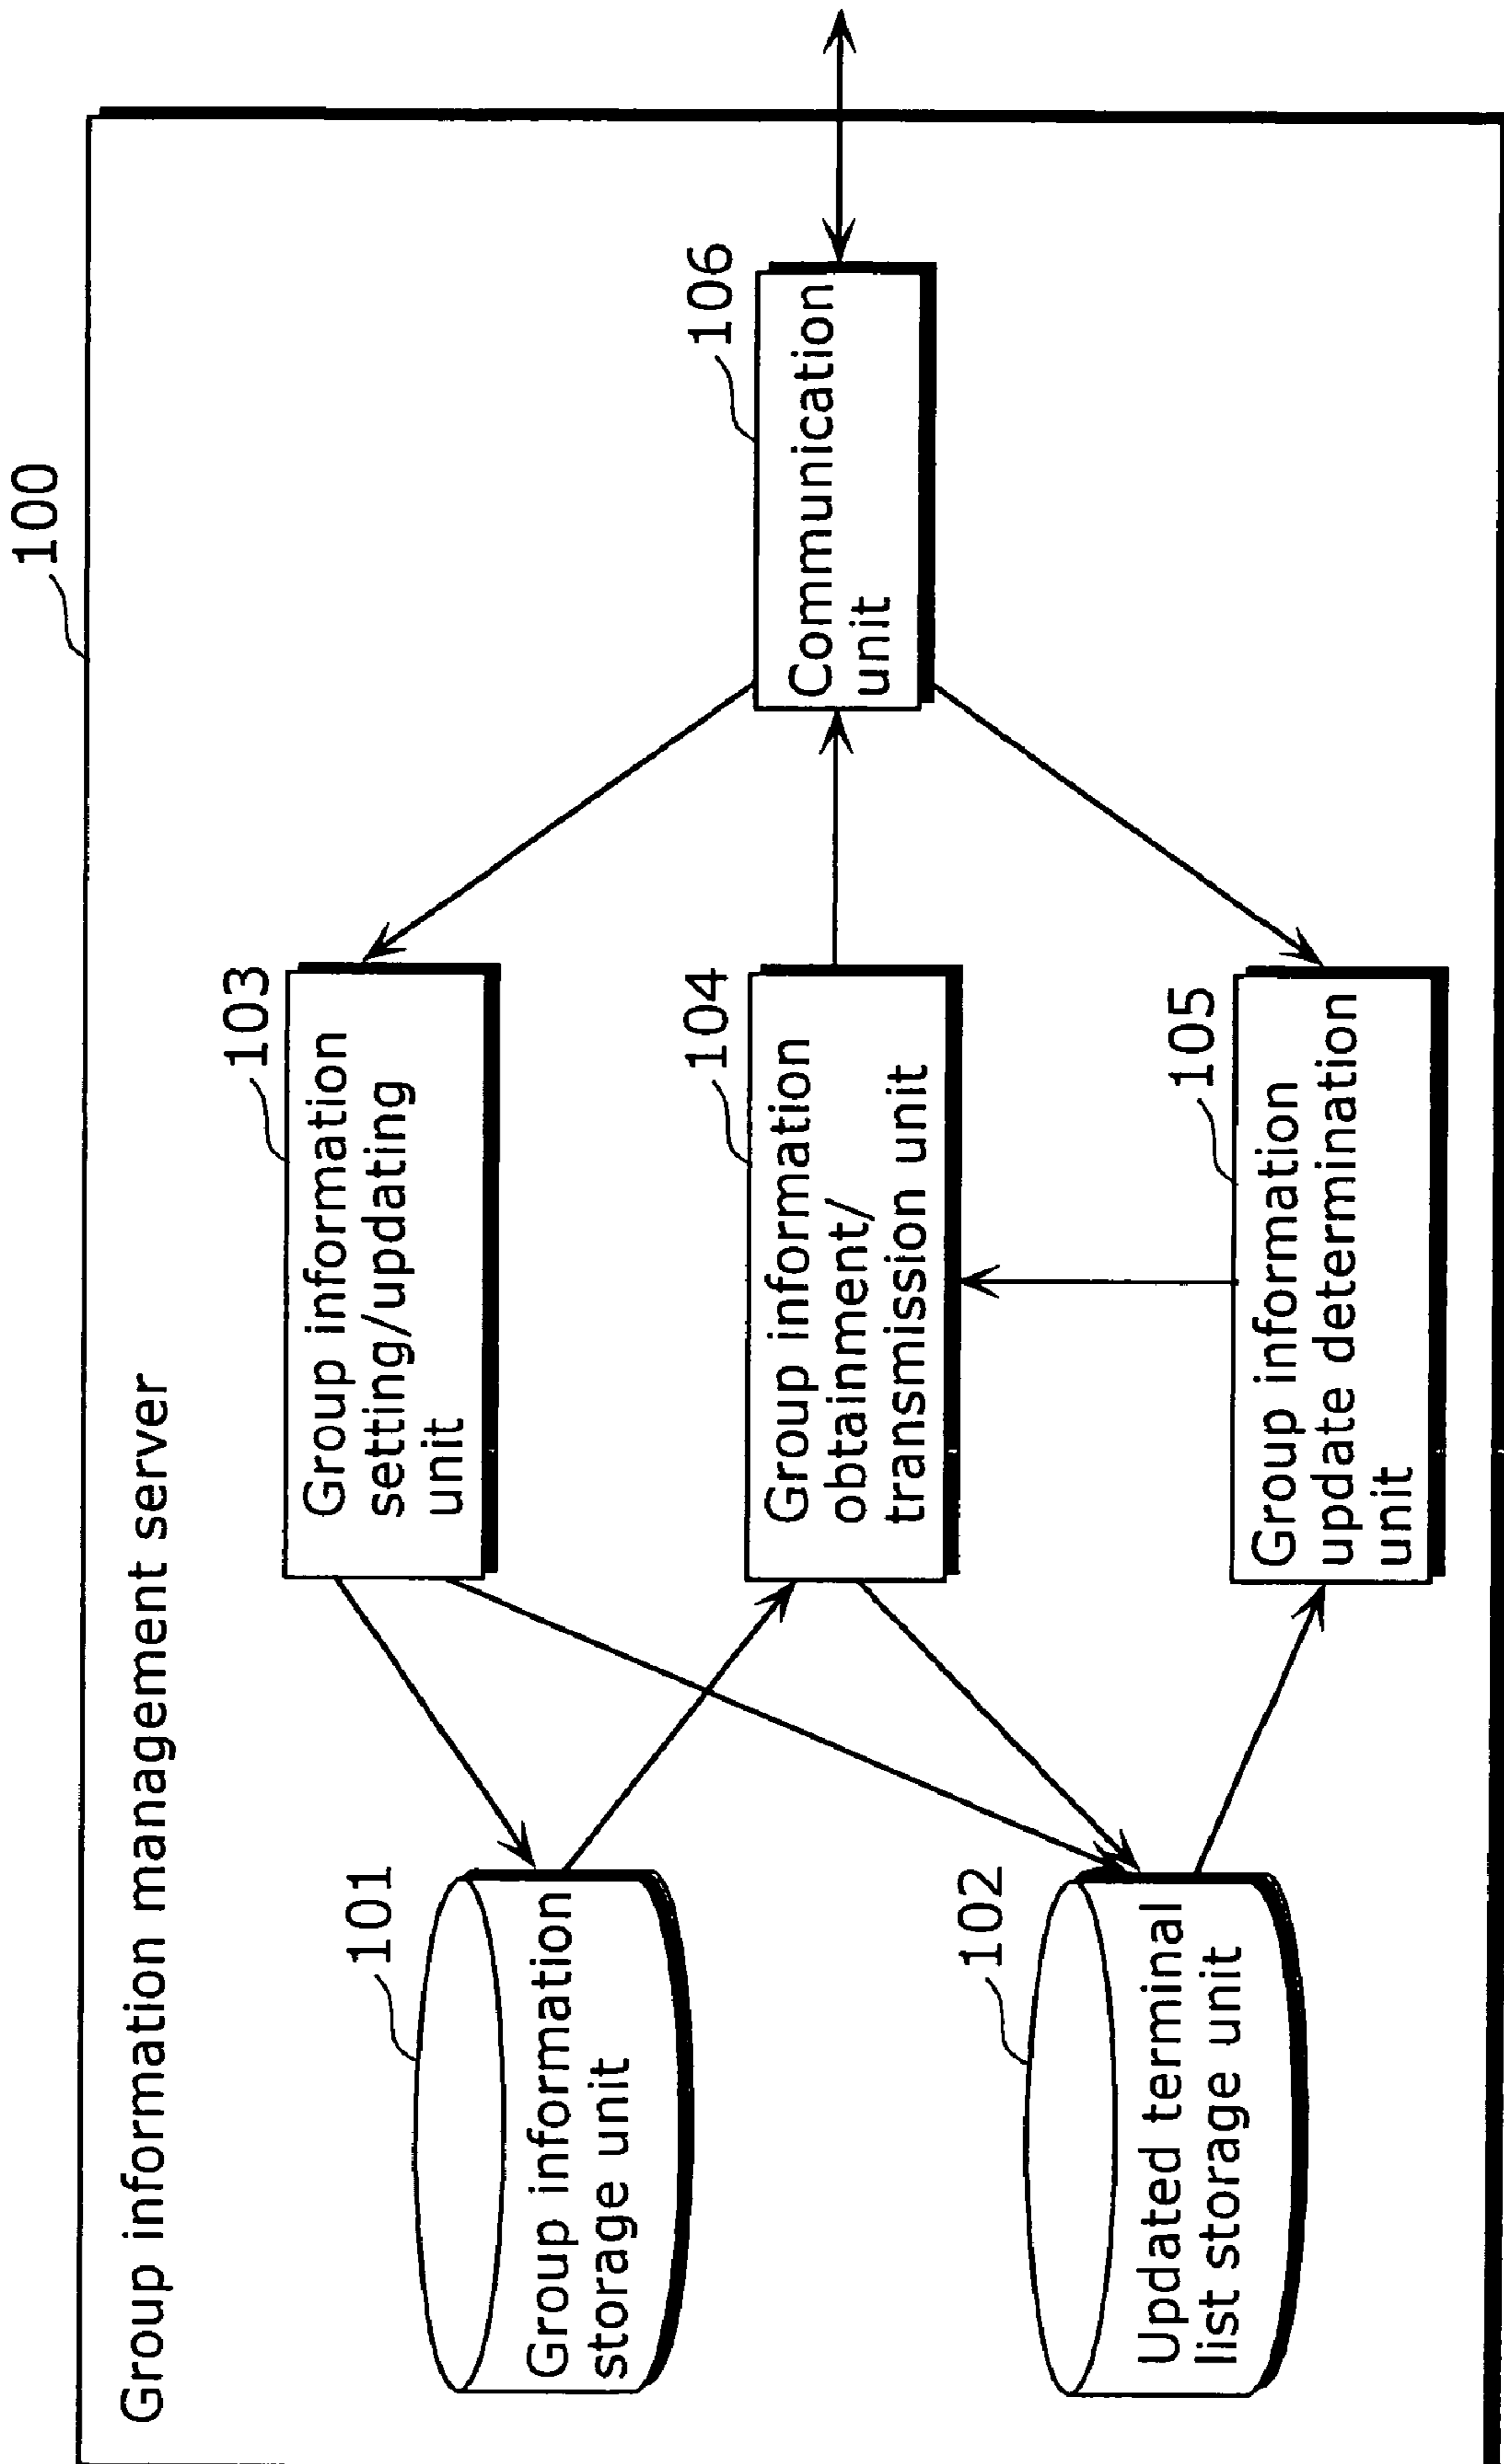 100
Group information management server
101
Group information
storage unit
102
Updated terminal
list storage unit
103
Group information
setting/updating
unit
104
Group information
obtainment/
transmission unit
105
Group information
update determination
unit
106
Communication
unit